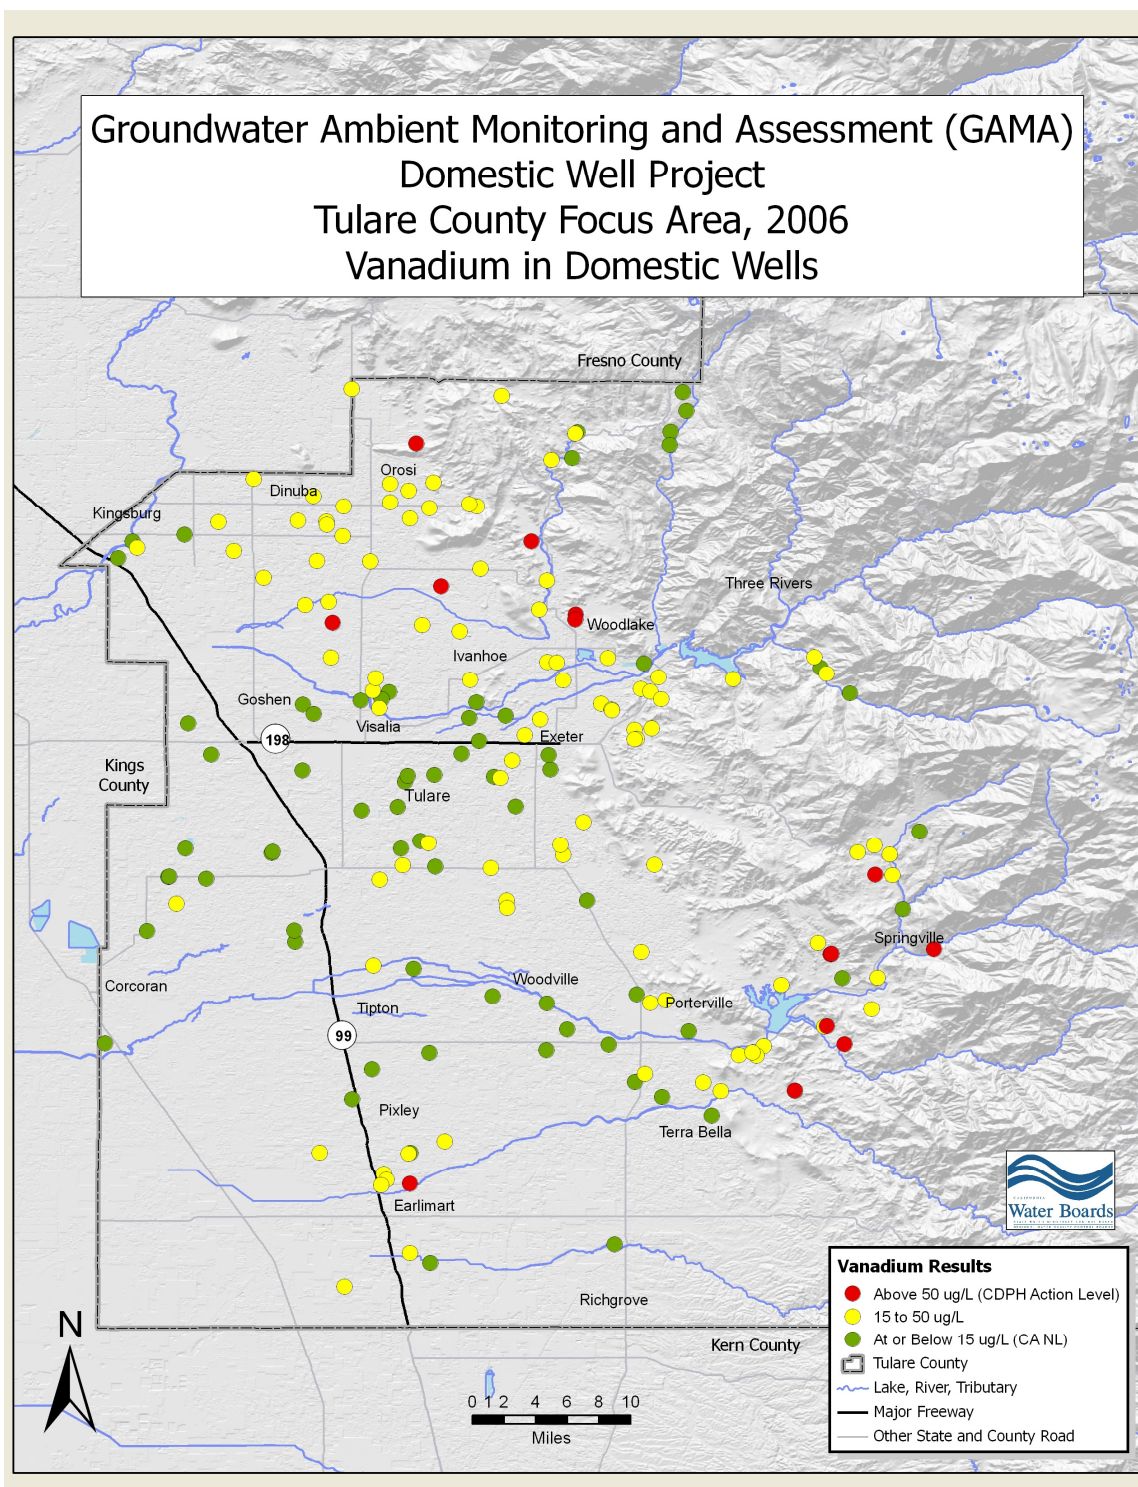 Groundwater Ambient Monitoring and Assessment (GAMA)
Domestic Well Project
Tulare County Focus Area, 2006
Vanadium in Domestic Wells
Fresno County
Orosi
Dinuba
Kingsburg
Three Rivers
Woodlake
Ivanhoe
Goshen
Visalia
198
Exeter
Kings
County
Tulare
Springville
Woodville
Corcoran
Porterville
Tipton
99
Pixley
Terra Bella
Earlimart
CALIFORNIA
Water Boards
Richgrove
Kern County
Vanadium Results
Above 50 ug/L (CDPH Action Level)
15 to 50 ug/L
At or Below 15 ug/L (CA NL)
Tulare County
Lake, River, Tributary
Major Freeway
Other State and County Road
N
0 1 2 4 6 8 10
Miles